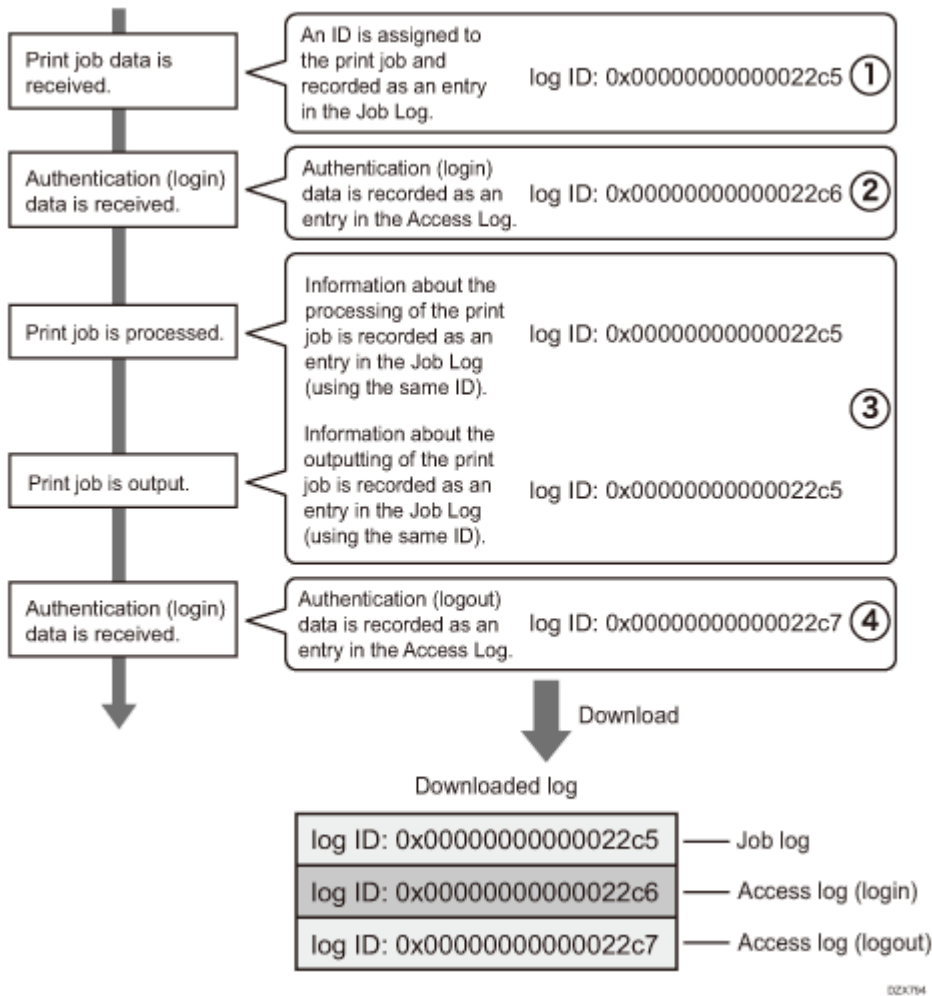 Print job data is
received.
An ID is assigned to
the print job and
recorded as an entry
in the Job Log.
log ID: 0x00000000000022c5 ①
Authentication (login)
data is received.
Authentication (login)
data is recorded as an
entry in the Access Log.
log ID: 0x00000000000022c6 ②
Print job is processed.
Information about the
processing of the print
job is recorded as an
entry in the Job Log
(using the same ID).
log ID: 0x00000000000022c5
③
Print job is output.
Information about the
outputting of the print
job is recorded as an
entry in the Job Log
(using the same ID).
log ID: 0x00000000000022c5
Authentication (login)
data is received.
Authentication (logout)
data is recorded as an
entry in the Access Log.
log ID: 0x00000000000022c7 ④
Download
Downloaded log
log ID: 0x00000000000022c5
Job log
log ID: 0x00000000000022c6
Access log (login)
log ID: 0x00000000000022c7
Access log (logout)
DZX794